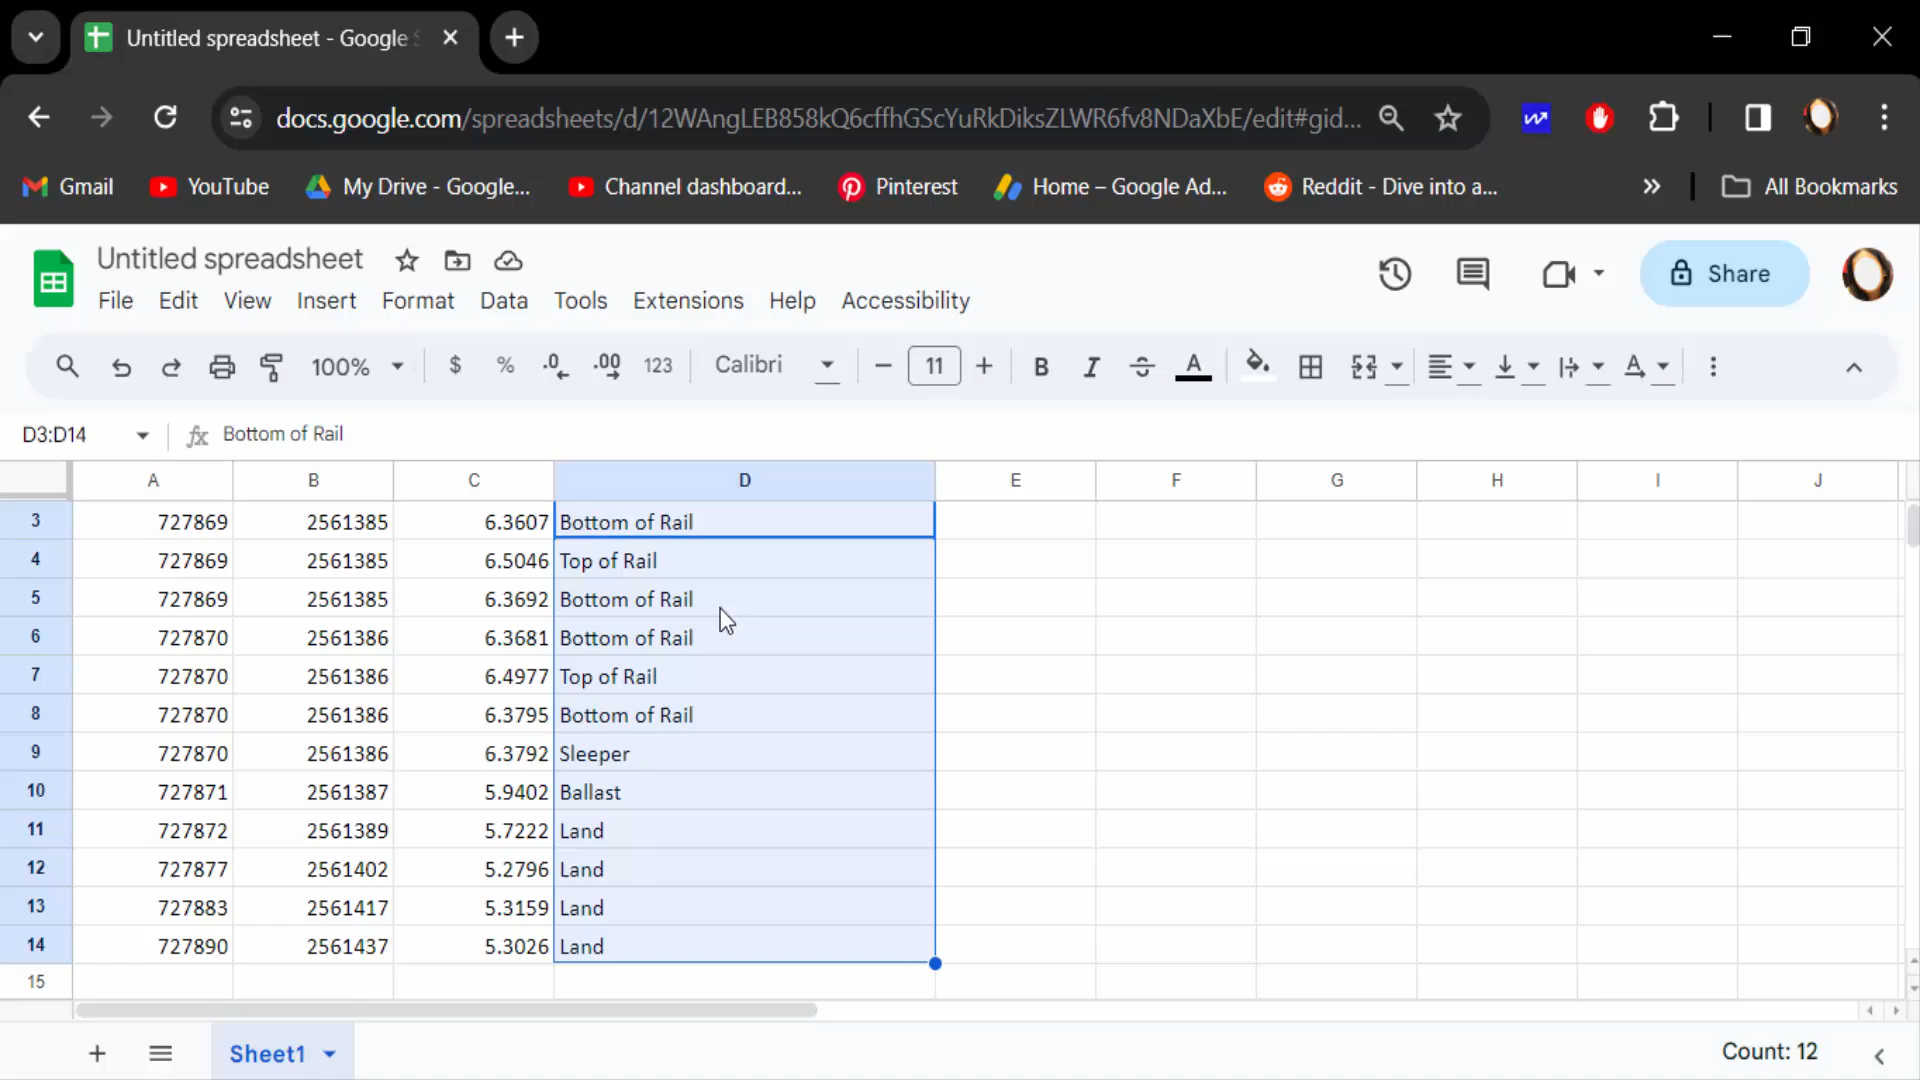 Untitled spreadsheet - Google S
docs.google.com/spreadsheets/d/12WAngLEB858kQ6cffhGScYuRkDiksZLWR6fv8NDaXbE/edit#gid...
Gmail YouTube My Drive - Google... Channel dashboard... Pinterest Home – Google Ad... Reddit - Dive into a... » All Bookmarks
Untitled spreadsheet
Share
File Edit View Insert Format Data Tools Extensions Help Accessibility
100% $ % .0 .00 123 Calibri 11 B I A A
D3:D14 fx Bottom of Rail
A B C D E F G H I J
3 727869 2561385 6.3607 Bottom of Rail
4 727869 2561385 6.5046 Top of Rail
5 727869 2561385 6.3692 Bottom of Rail
6 727870 2561386 6.3681 Bottom of Rail
7 727870 2561386 6.4977 Top of Rail
8 727870 2561386 6.3795 Bottom of Rail
9 727870 2561386 6.3792 Sleeper
10 727871 2561387 5.9402 Ballast
11 727872 2561389 5.7222 Land
12 727877 2561402 5.2796 Land
13 727883 2561417 5.3159 Land
14 727890 2561437 5.3026 Land
15
Sheet1 Count: 12